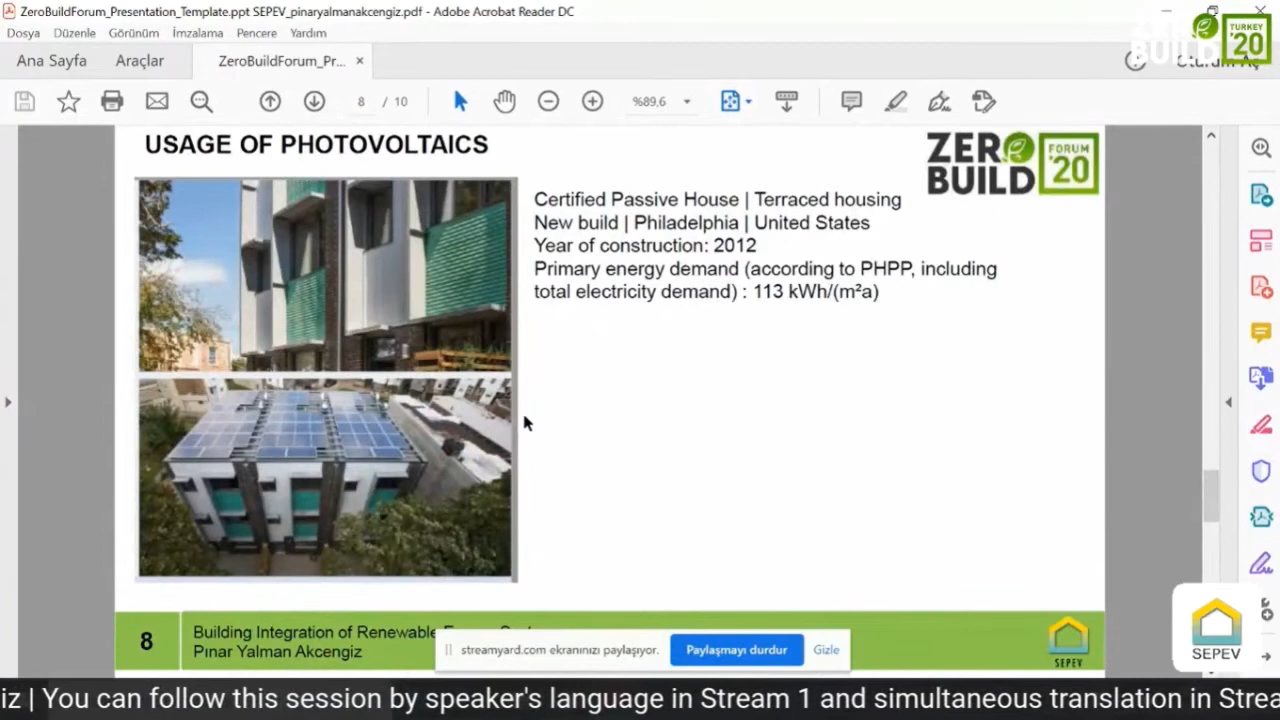 ZeroBuildForum_Presentation_Template.ppt SEPEV_pinaryalmanakcengiz.pdf - Adobe Acrobat Reader DC
Dosya Düzenle Görünüm İmzalama Pencere Yardım
ZERO BUILD TURKEY '20
Ana Sayfa Araçlar ZeroBuildForum_Pr... × Oturum Aç
8 / 10 %89,6
USAGE OF PHOTOVOLTAICS
ZERO BUILD FORUM '20
Certified Passive House | Terraced housing
New build | Philadelphia | United States
Year of construction: 2012
Primary energy demand (according to PHPP, including
total electricity demand) : 113 kWh/(m²a)
8
Building Integration of Renewable
Pınar Yalman Akcengiz
SEPEV
streamyard.com ekranınızı paylaşıyor. Paylaşmayı durdur Gizle
SEPEV
iz | You can follow this session by speaker's language in Stream 1 and simultaneous translation in Strea